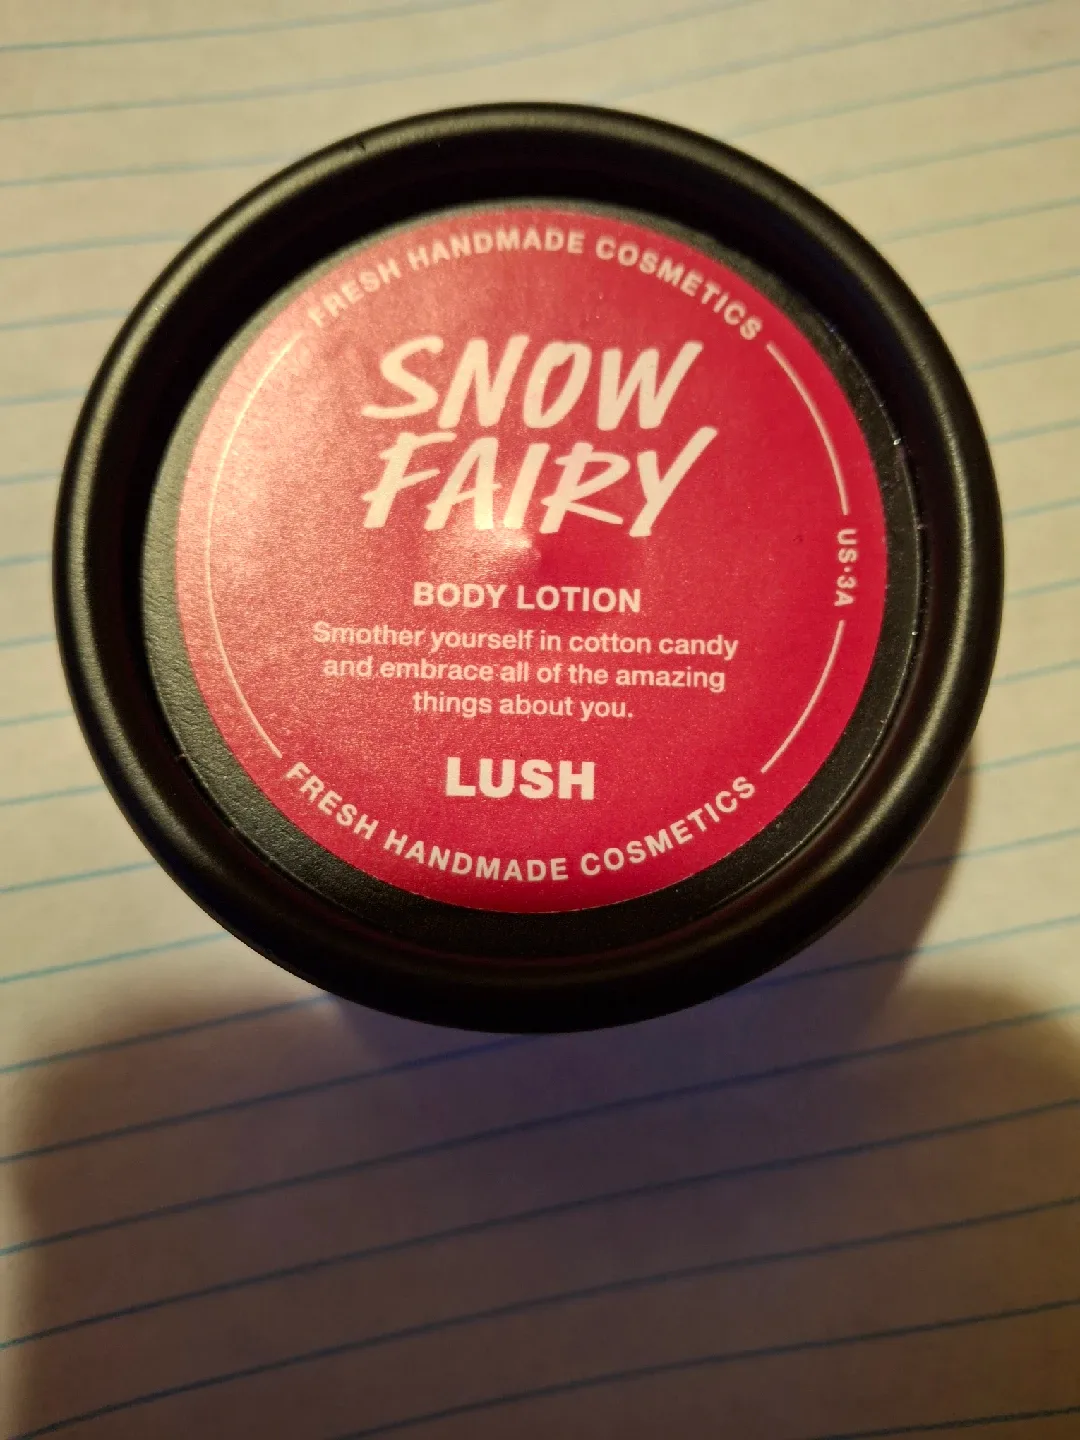 FRESH HANDMADE COSMETICS
SNOW
FAIRY
BODY LOTION
Smother yourself in cotton candy
and embrace all of the amazing
things about you.
LUSH
FRESH HANDMADE COSMETICS
US·3A